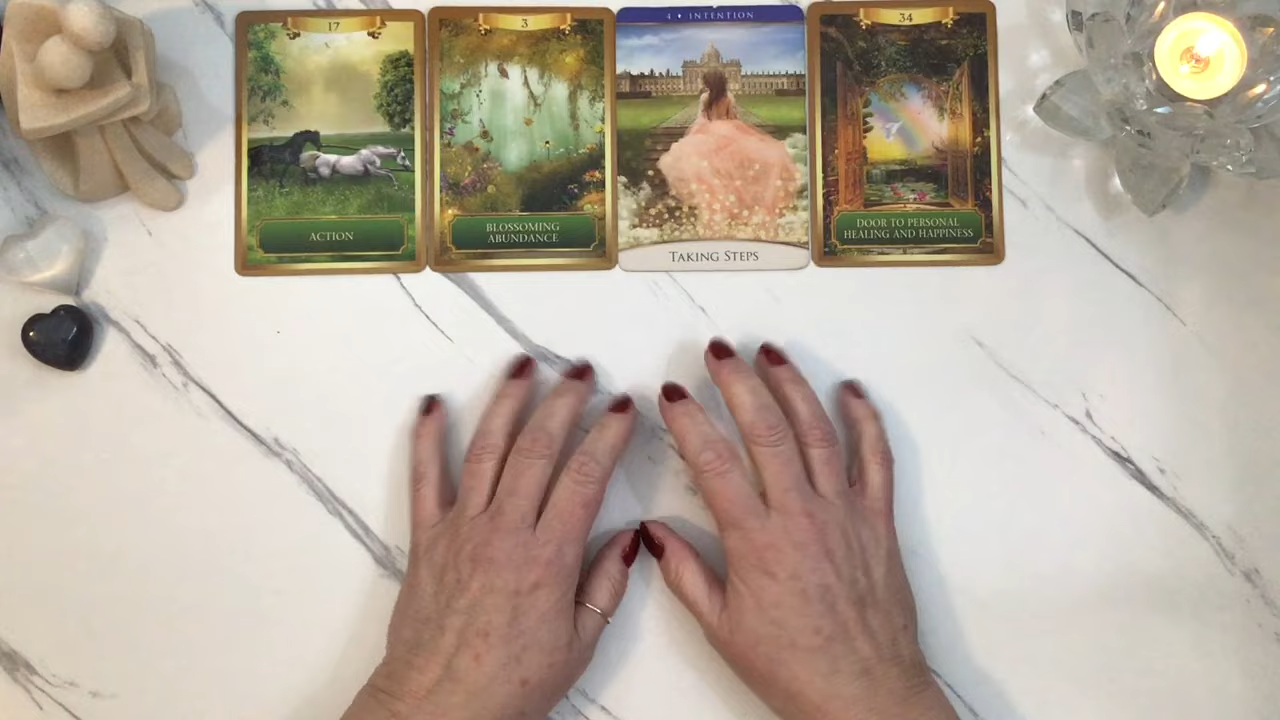 17
ACTION
3
BLOSSOMING
ABUNDANCE
4 ♦ INTENTION
TAKING STEPS
34
DOOR TO PERSONAL
HEALING AND HAPPINESS